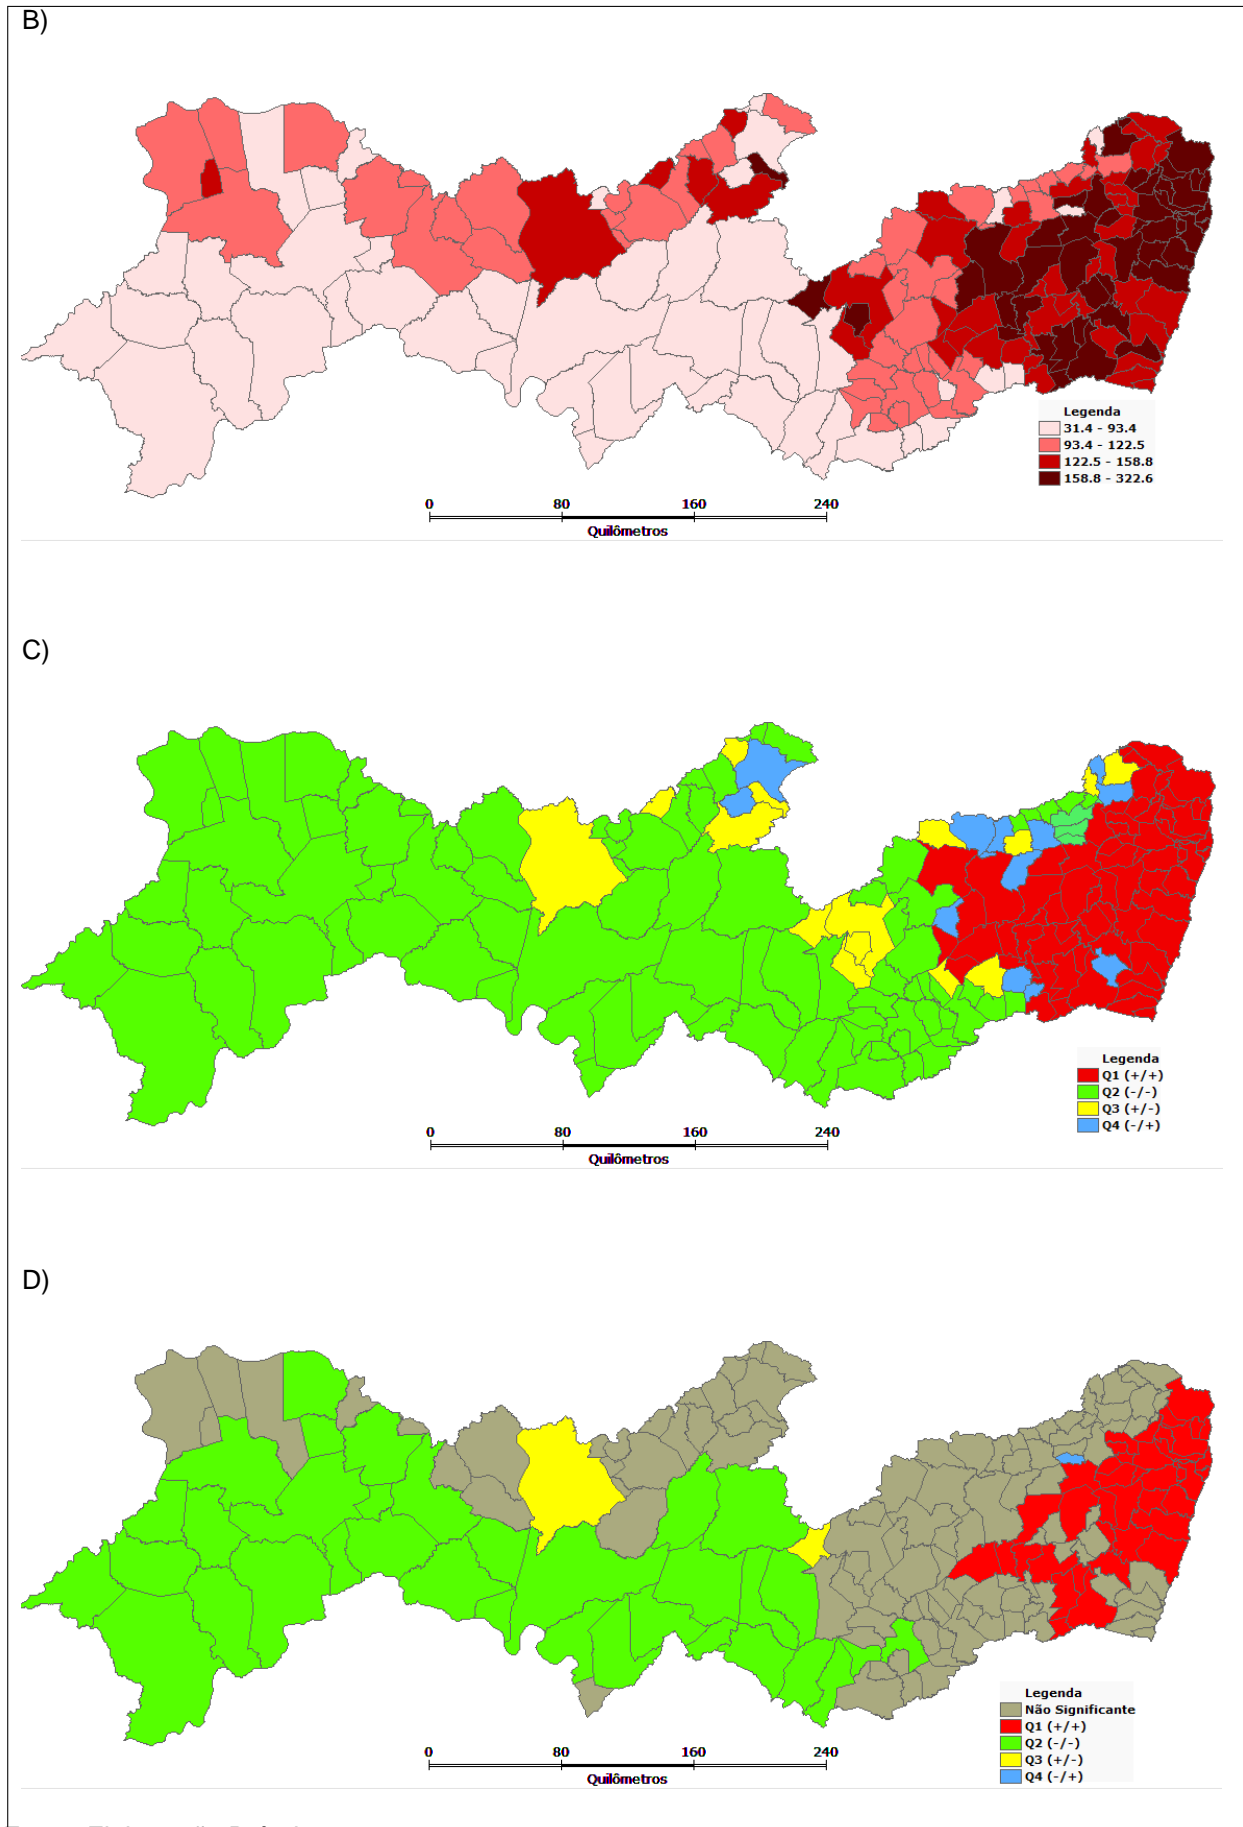 B)
Legenda
31.4 - 93.4
93.4 - 122.5
122.5 - 158.8
158.8 - 322.6
0 80 160 240
Quilômetros
C)
Legenda
Q1 (+/+)
Q2 (-/-)
Q3 (+/-)
Q4 (-/+)
0 80 160 240
Quilômetros
D)
Legenda
Não Significante
Q1 (+/+)
Q2 (-/-)
Q3 (+/-)
Q4 (-/+)
0 80 160 240
Quilômetros